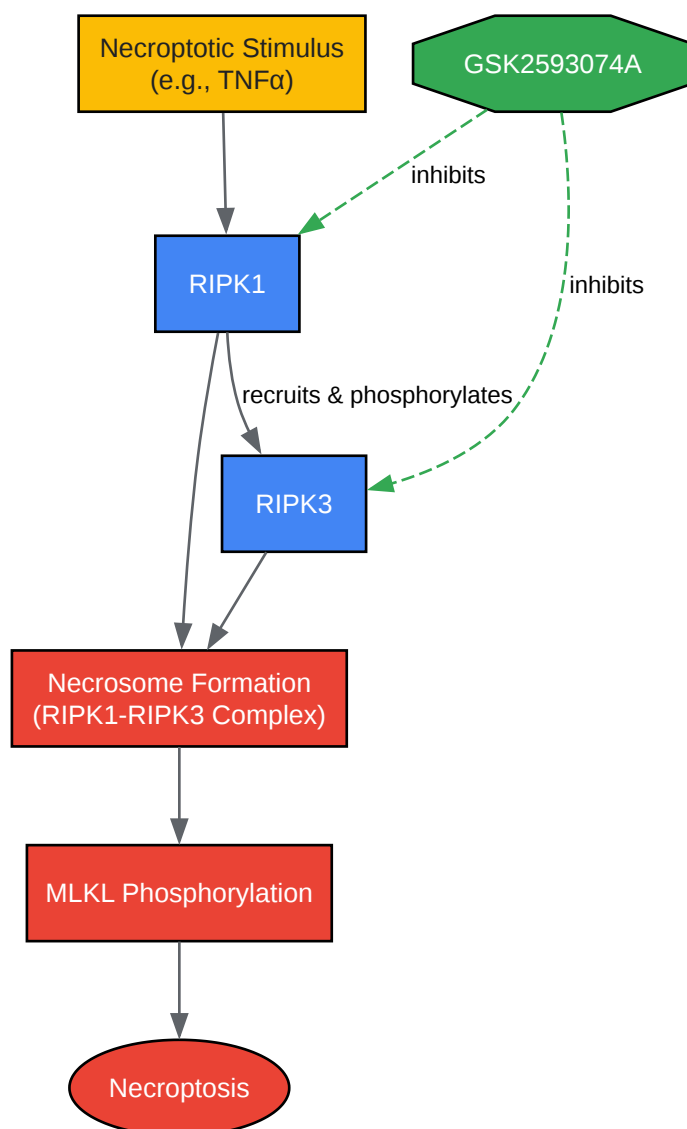 Necroptotic Stimulus
(e.g., TNFα)
GSK2593074A
inhibits
RIPK1
inhibits
recruits & phosphorylates
RIPK3
Necrosome Formation
(RIPK1-RIPK3 Complex)
MLKL Phosphorylation
Necroptosis